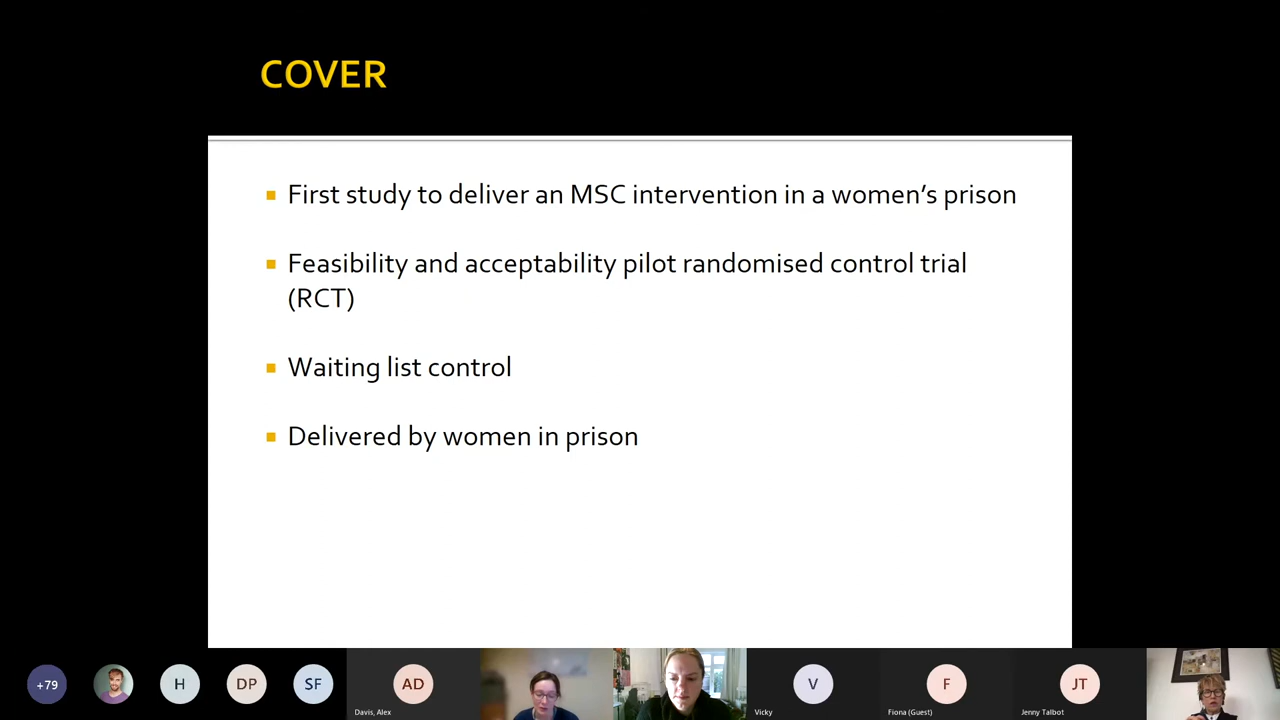 COVER
First study to deliver an MSC intervention in a women's prison
Feasibility and acceptability pilot randomised control trial
(RCT)
Waiting list control
Delivered by women in prison
+79
H
DP
SF
AD
V
F
JT
Davis, Alex
Vicky
Fiona (Guest)
Jenny Talbot